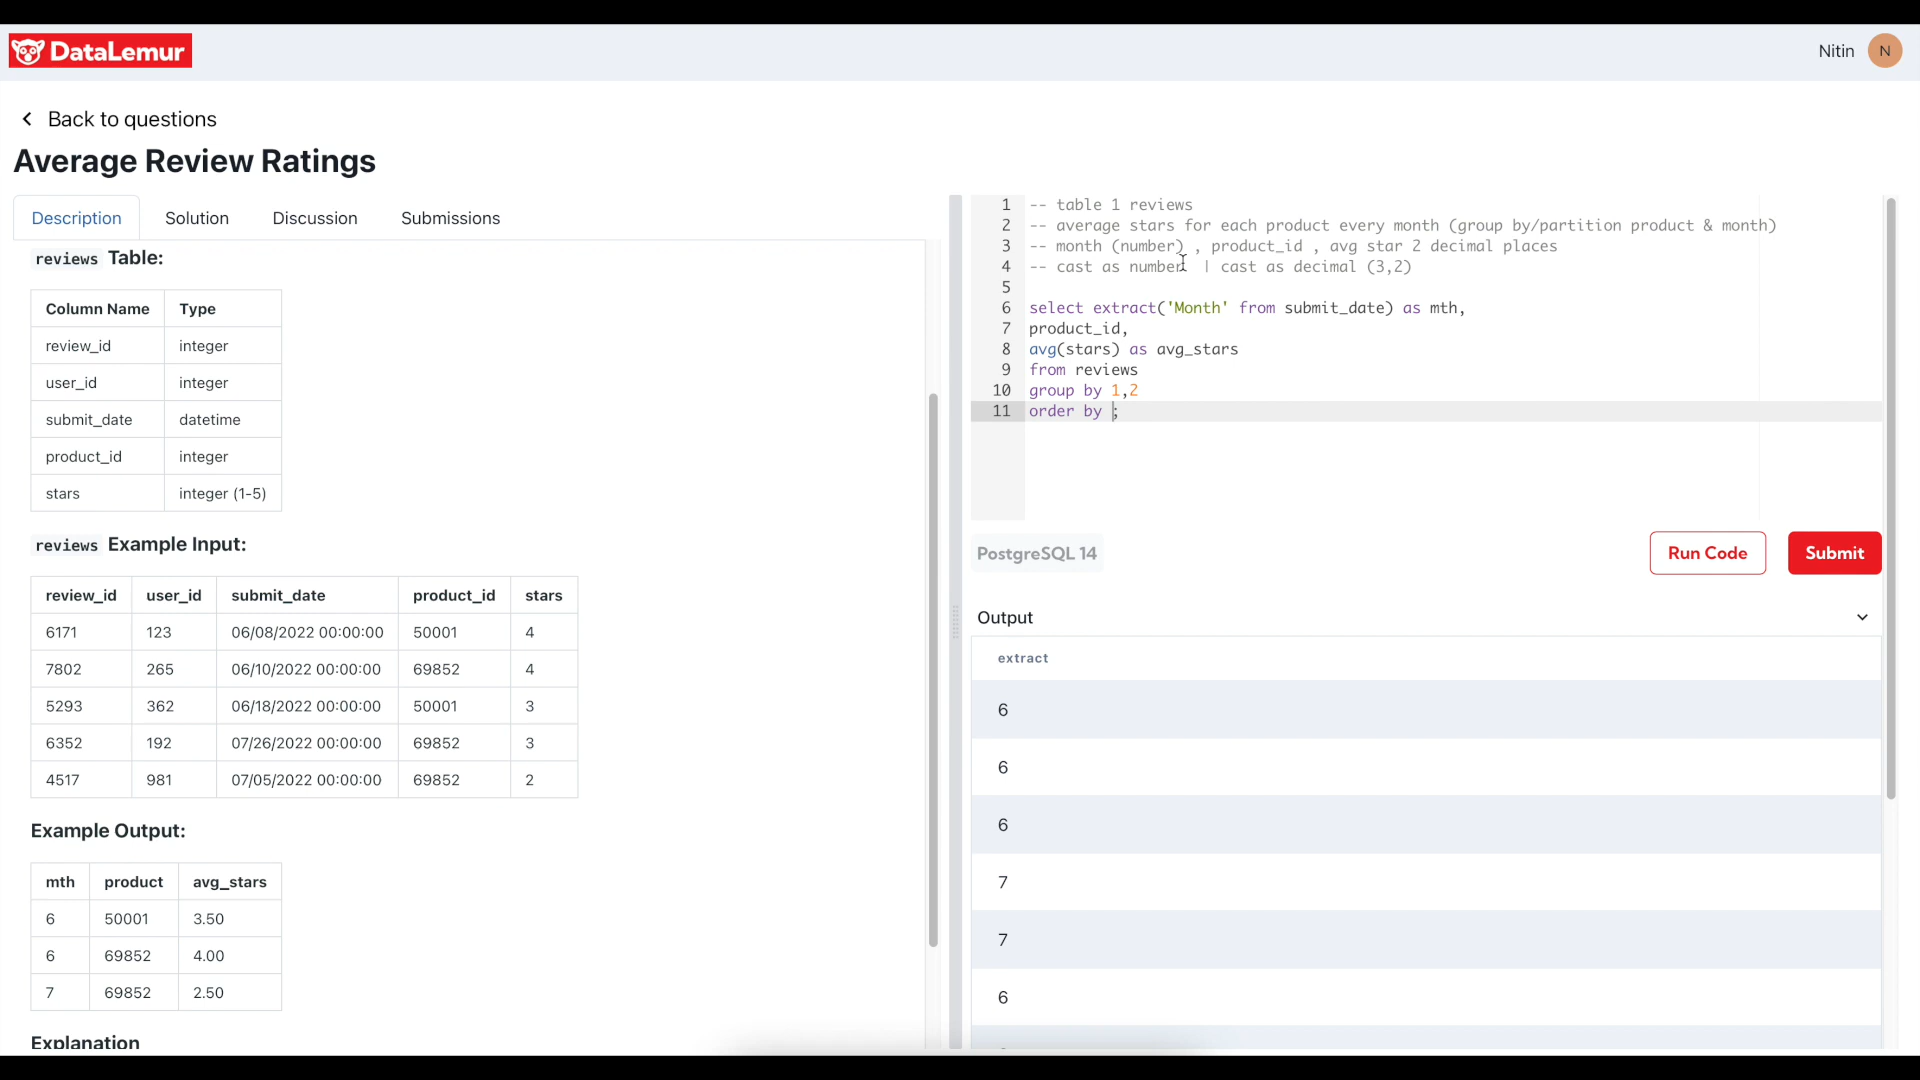 DataLemur
Nitin
N
Back to questions
Average Review Ratings
Description
Solution
Discussion
Submissions
reviews Table:
Column Name Type
review_id integer
user_id integer
submit_date datetime
product_id integer
stars integer (1-5)
reviews Example Input:
review_id user_id submit_date product_id stars
6171 123 06/08/2022 00:00:00 50001 4
7802 265 06/10/2022 00:00:00 69852 4
5293 362 06/18/2022 00:00:00 50001 3
6352 192 07/26/2022 00:00:00 69852 3
4517 981 07/05/2022 00:00:00 69852 2
Example Output:
mth product avg_stars
6 50001 3.50
6 69852 4.00
7 69852 2.50
Explanation
1 -- table 1 reviews
2 -- average stars for each product every month (group by/partition product & month)
3 -- month (number) , product_id , avg star 2 decimal places
4 -- cast as number | cast as decimal (3,2)
5
6 select extract('Month' from submit_date) as mth,
7 product_id,
8 avg(stars) as avg_stars
9 from reviews
10 group by 1,2
11 order by ;
PostgreSQL 14
Run Code
Submit
Output
extract
6
6
6
7
7
6